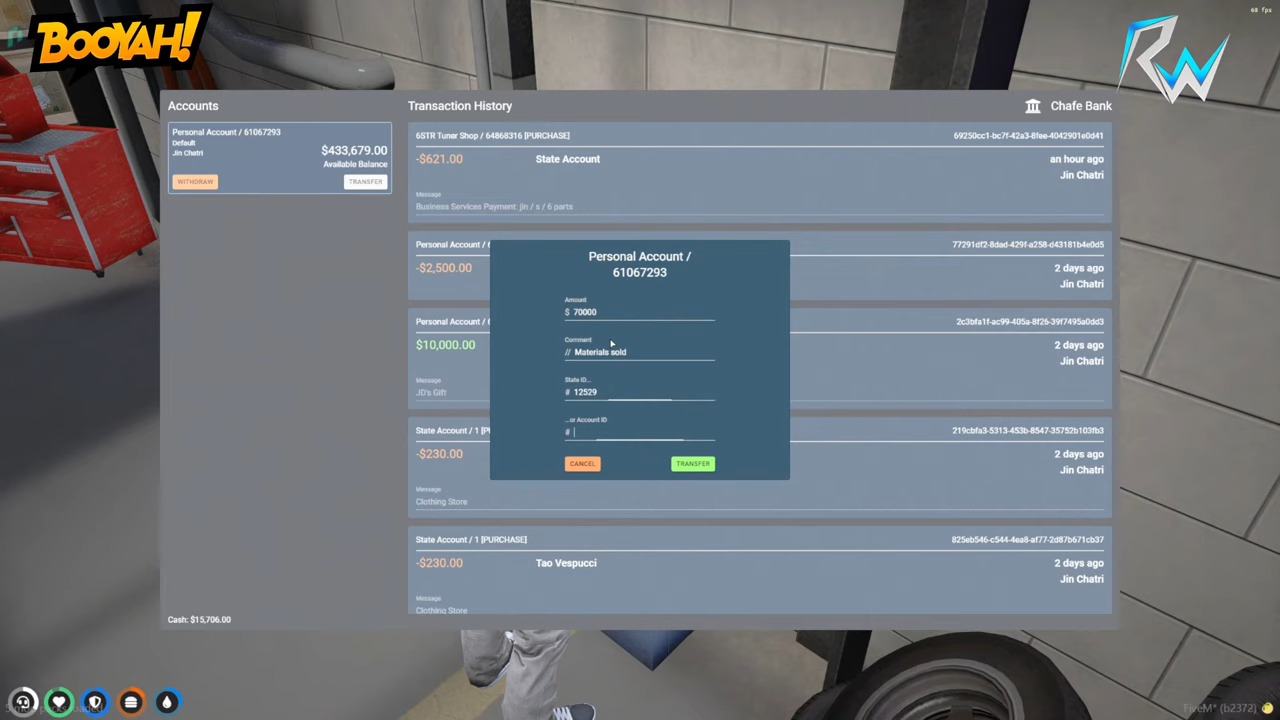 BOOYAH!
68 fps
RW
Accounts
Personal Account / 61067293
Default
Jin Chatri
$433,679.00
Available Balance
WITHDRAW
TRANSFER
Cash: $15,706.00
Transaction History
Chafe Bank
6STR Tuner Shop / 64868316 [PURCHASE]
69250cc1-bc7f-42a3-8fee-4042901e0d41
-$621.00
State Account
an hour ago
Jin Chatri
Message
Business Services Payment: jin / s / 6 parts
Personal Account / 6
77291df2-8dad-429f-a258-d43181b4e0d5
-$2,500.00
2 days ago
Jin Chatri
Personal Account / 6
2c3bfa1f-ac99-405a-8f26-39f7495a0dd3
$10,000.00
2 days ago
Jin Chatri
Message
JD's Gift
State Account / 1 [P
219cbfa3-5313-453b-8547-35752b103fb3
-$230.00
2 days ago
Jin Chatri
Message
Clothing Store
State Account / 1 [PURCHASE]
825eb546-c544-4ea8-af77-2d87b671cb37
-$230.00
Tao Vespucci
2 days ago
Jin Chatri
Message
Clothing Store
Personal Account /
61067293
Amount
$ 70000
Comment
// Materials sold
State ID...
# 12529
...or Account ID
#
CANCEL
TRANSFER
FiveM* (b2372)